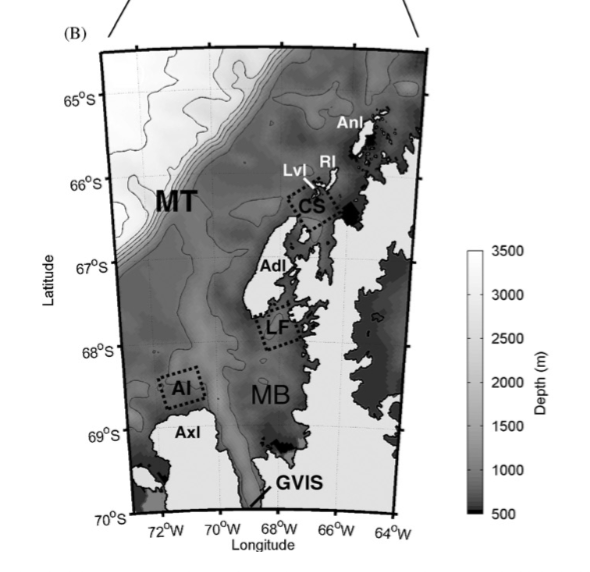 (B)
65°S
66°S
67°S
68°S
69°S
70°S
Latitude
AnI
RI
LvI
CS
MT
AdI
LF
AI
MB
AxI
GVIS
72°W
70°W
68°W
66°W
64°W
Longitude
3500
3000
2500
2000
1500
1000
500
Depth (m)